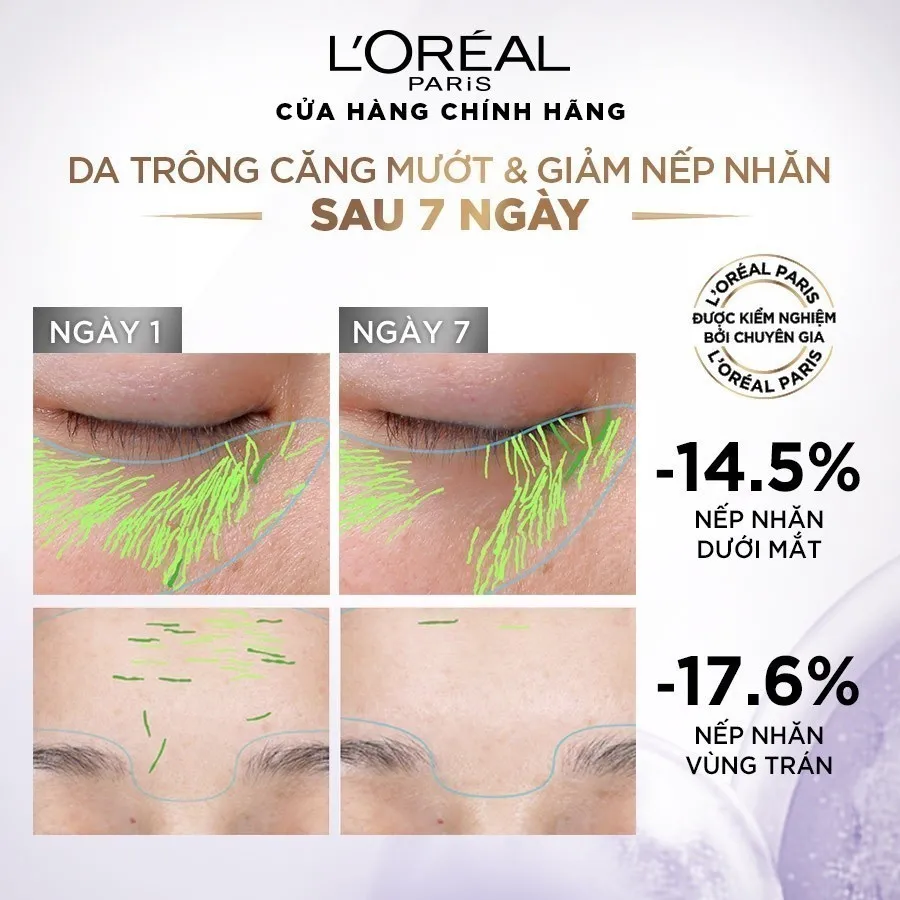 L'ORÉAL
PARiS
CỬA HÀNG CHÍNH HÃNG
DA TRÔNG CĂNG MƯỚT & GIẢM NẾP NHĂN
SAU 7 NGÀY
L'ORÉAL PARIS
ĐƯỢC KIỂM NGHIỆM
BỞI CHUYÊN GIA
L'ORÉAL PARIS
NGÀY 1
NGÀY 7
-14.5%
NẾP NHĂN
DƯỚI MẮT
-17.6%
NẾP NHĂN
VÙNG TRÁN